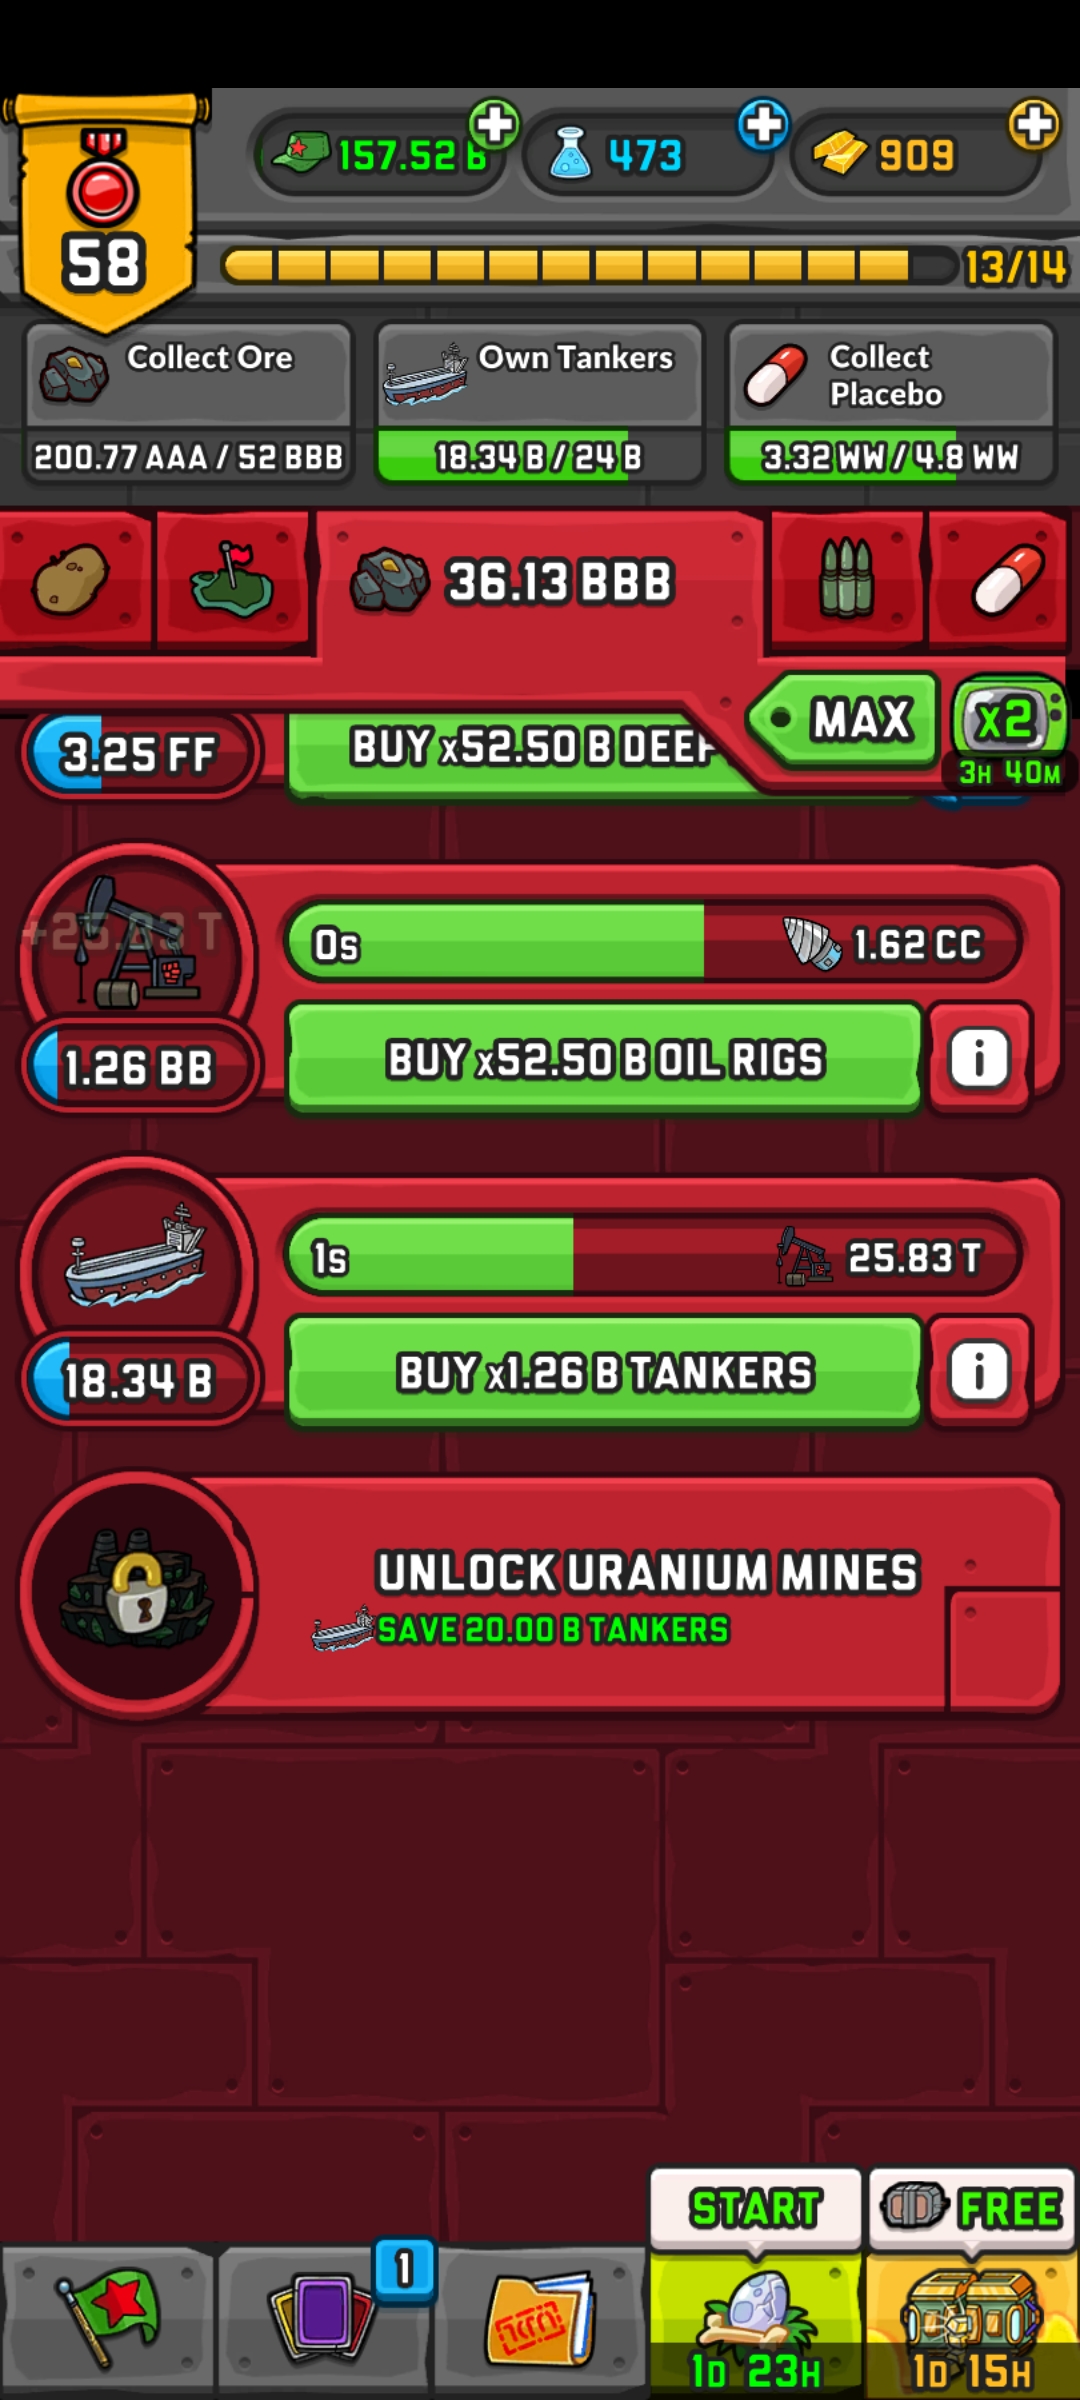 157.52 B
473
909
58
13/14
Collect Ore
200.77 AAA / 52 BBB
Own Tankers
18.34 B / 24 B
Collect
Placebo
3.32 WW / 4.8 WW
36.13 BBB
MAX
x2
3H 40M
3.25 FF
BUY x52.50 B DEEP
+25.83 T
0s
1.62 CC
1.26 BB
BUY x52.50 B OIL RIGS
i
1s
25.83 T
18.34 B
BUY x1.26 B TANKERS
i
UNLOCK URANIUM MINES
SAVE 20.00 B TANKERS
START
FREE
1
1D 23H
1D 15H